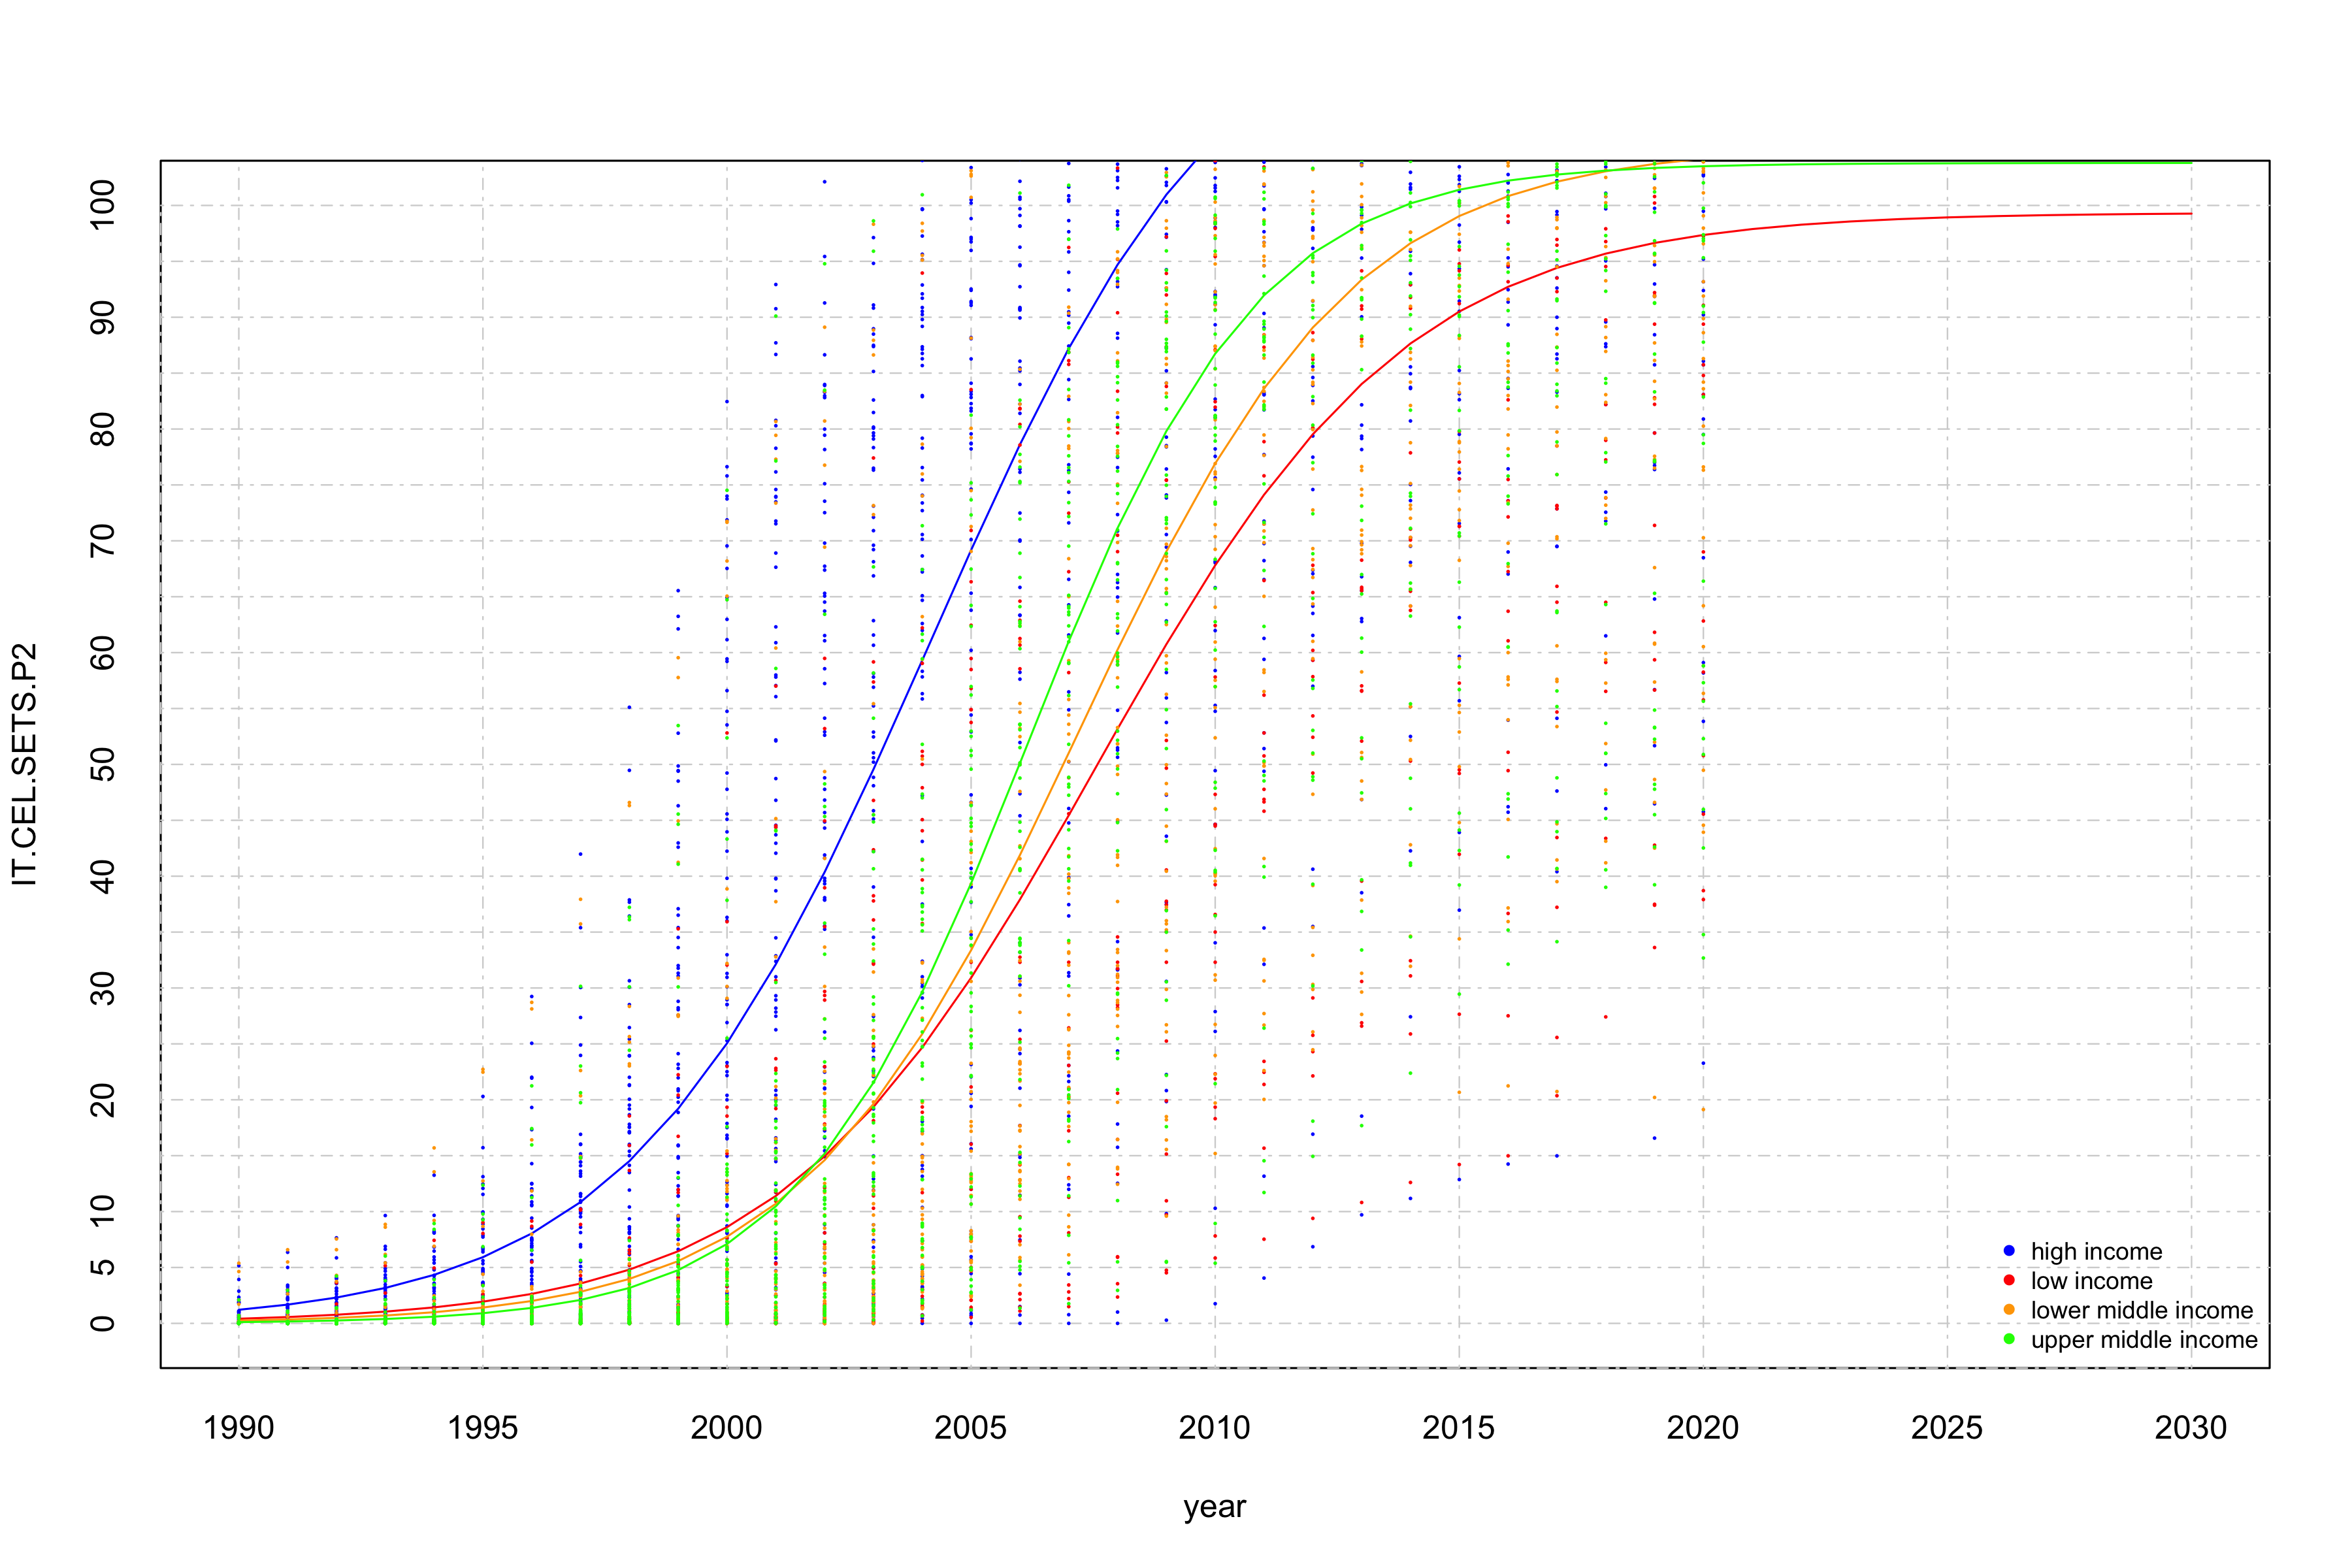 100
90
80
70
60
50
40
30
20
10
5
0
IT.CEL.SETS.P2
high income
low income
lower middle income
upper middle income
1990 1995 2000 2005 2010 2015 2020 2025 2030
year